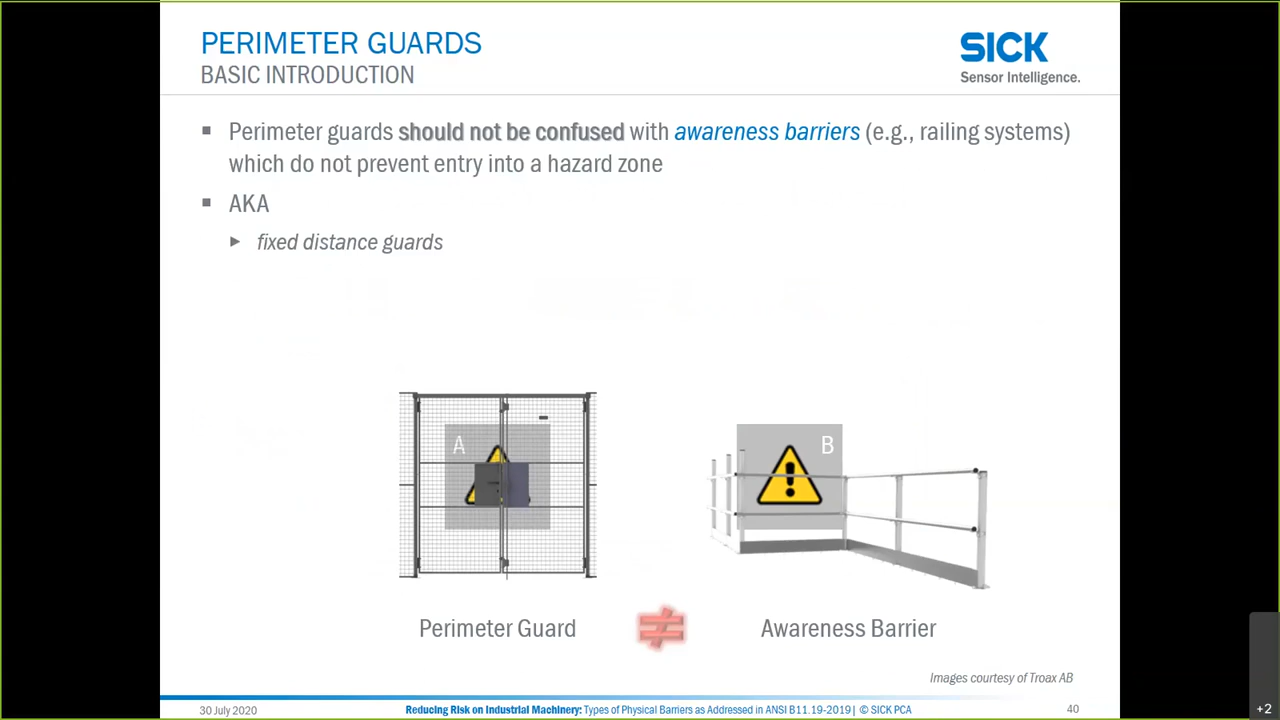 PERIMETER GUARDS
BASIC INTRODUCTION
SICK
Sensor Intelligence.
Perimeter guards should not be confused with awareness barriers (e.g., railing systems)
which do not prevent entry into a hazard zone
AKA
fixed distance guards
A
B
Perimeter Guard ≠ Awareness Barrier
Images courtesy of Troax AB
30 July 2020
Reducing Risk on Industrial Machinery: Types of Physical Barriers as Addressed in ANSI B11.19-2019| © SICK PCA
40
+2